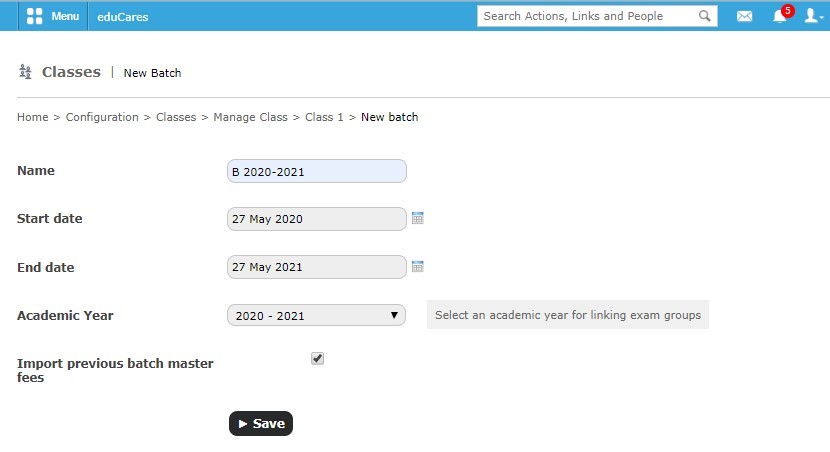 Menu eduCares Search Actions, Links and People 5
Classes | New Batch
Home > Configuration > Classes > Manage Class > Class 1 > New batch
Name B 2020-2021
Start date 27 May 2020
End date 27 May 2021
Academic Year 2020 - 2021 Select an academic year for linking exam groups
Import previous batch master
fees
Save